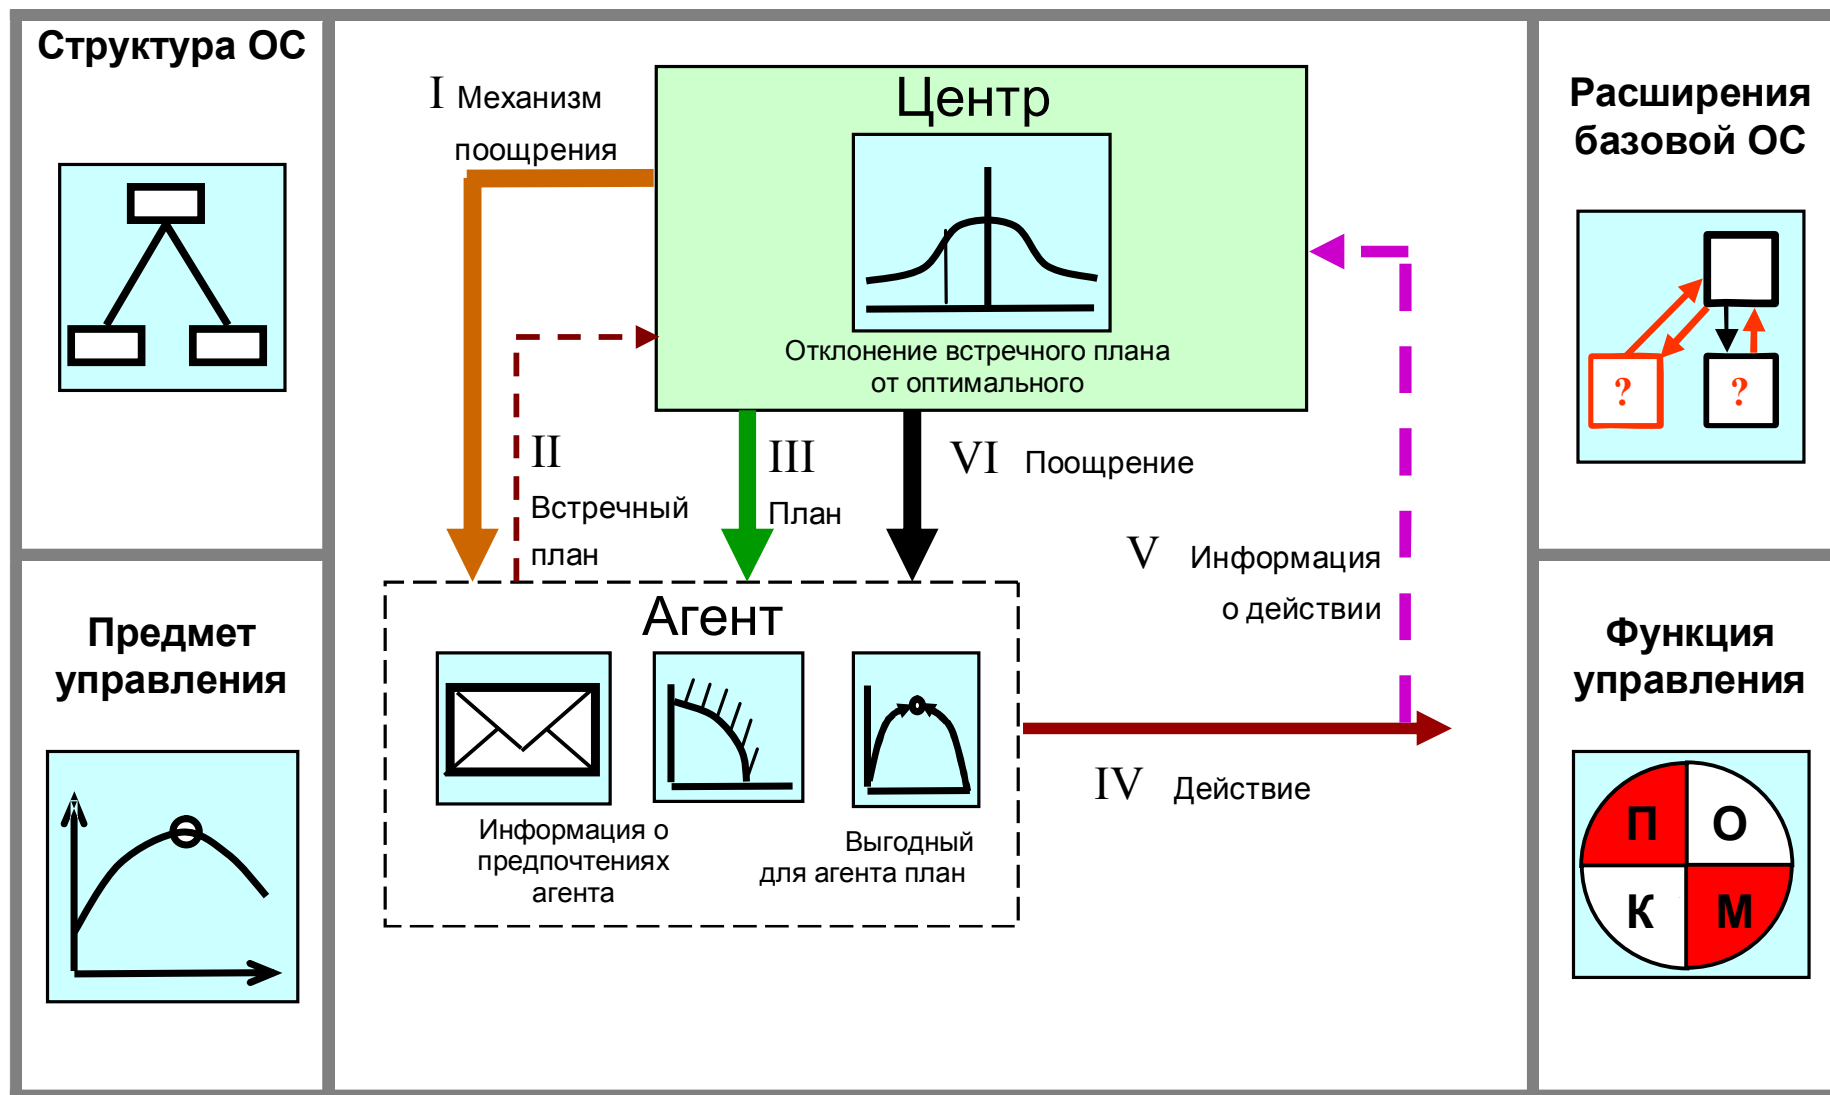 Структура ОС
Предмет
управления
I Механизм
поощрения
Центр
Отклонение встречного плана
от оптимального
II
Встречный
план
III
План
VI Поощрение
V Информация
о действии
Агент
Информация о
предпочтениях
агента
Выгодный
для агента план
IV Действие
Расширения
базовой ОС
?
?
Функция
управления
П О
К М